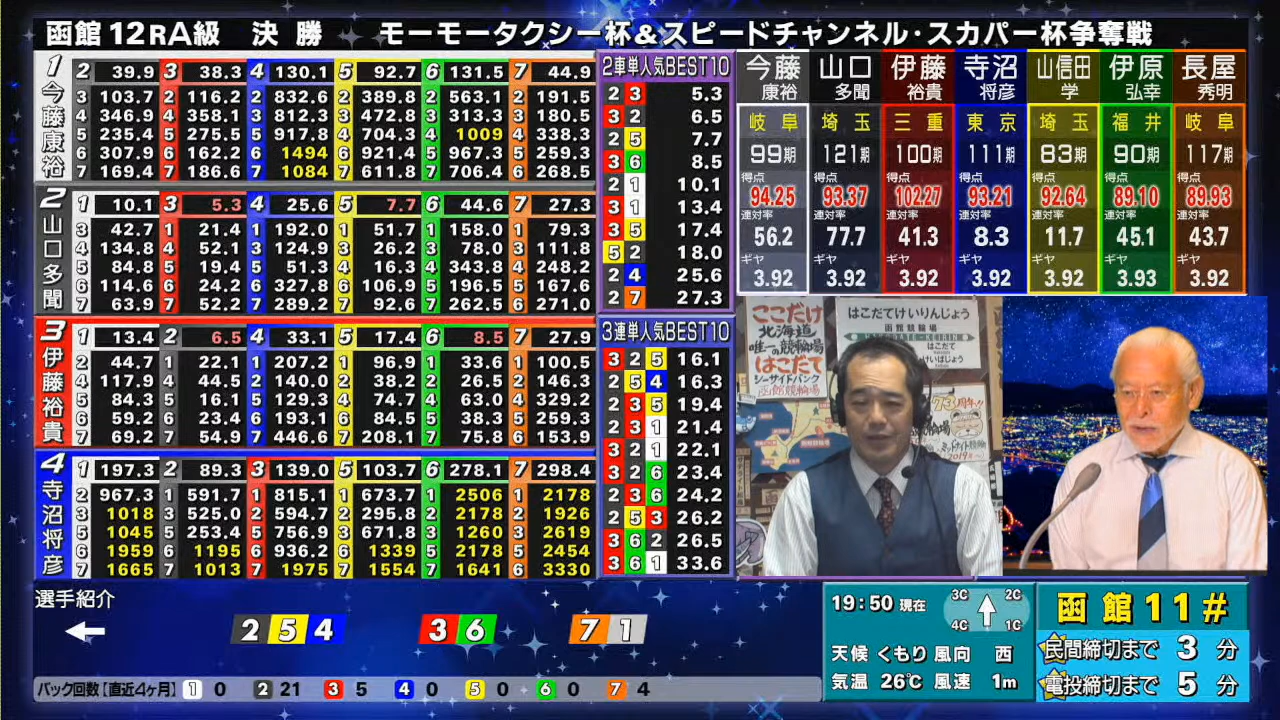 函館12RA級 決勝 モーモータクシー杯&スピードチャンネル・スカパー杯争奪戦
1 今藤康裕
2 39.9 3 38.3 4 130.1 5 92.7 6 131.5 7 44.9
3 103.7 2 116.2 2 832.6 2 389.8 2 563.1 2 191.5
4 346.9 4 358.1 3 812.3 3 472.8 3 313.3 3 180.5
5 235.4 5 275.5 5 917.8 4 704.3 4 1009 4 338.3
6 307.9 6 162.2 6 1494 6 921.4 5 967.3 5 259.3
7 169.4 7 186.6 7 1084 7 611.8 7 706.4 6 268.5
2 山口多聞
1 10.1 3 5.3 4 25.6 5 7.7 6 44.6 7 27.3
3 42.7 1 21.4 1 192.0 1 51.7 1 158.0 1 79.3
4 134.8 4 52.1 3 124.9 3 26.2 3 78.0 3 111.8
5 84.8 5 19.4 5 51.3 4 16.3 4 343.8 4 248.2
6 114.6 6 24.2 6 327.8 6 106.9 5 196.5 5 167.6
7 63.9 7 52.2 7 289.2 7 92.6 7 262.5 6 271.0
3 伊藤裕貴
1 13.4 2 6.5 4 33.1 5 17.4 6 8.5 7 27.9
2 44.7 1 22.1 1 207.2 1 96.9 1 33.6 1 100.5
4 117.9 4 44.5 2 140.0 2 38.2 2 26.5 2 146.3
5 84.3 5 16.1 5 129.3 4 74.7 4 63.0 4 329.2
6 59.2 6 23.4 6 193.1 6 84.5 5 38.3 5 259.3
7 69.2 7 54.9 7 446.6 7 208.1 7 75.8 6 153.9
4 寺沼将彦
1 197.3 2 89.3 3 139.0 5 103.7 6 278.1 7 298.4
2 967.3 1 591.7 1 815.1 1 673.7 1 2506 1 2178
3 1018 3 525.0 2 594.7 2 295.8 2 2178 2 1926
5 1045 5 253.4 5 756.9 3 671.8 3 1260 3 2619
6 1959 6 1195 6 936.2 6 1339 5 2178 5 2454
7 1665 7 1013 7 1975 7 1554 7 1641 6 3330
2車単人気BEST10
2 3 5.3
3 2 6.5
2 5 7.7
3 6 8.5
2 1 10.1
3 1 13.4
3 5 17.4
5 2 18.0
2 4 25.6
2 7 27.3
3連単人気BEST10
3 2 5 16.1
2 5 4 16.3
2 3 5 19.4
2 3 1 21.4
3 2 1 22.1
3 2 6 23.4
2 3 6 24.2
2 5 3 26.2
3 6 2 26.5
3 6 1 33.6
今藤 山口 伊藤 寺沼 山信田 伊原 長屋
康裕 多聞 裕貴 将彦 学 弘幸 秀明
岐阜 埼玉 三重 東京 埼玉 福井 岐阜
99期 121期 100期 111期 83期 90期 117期
得点 得点 得点 得点 得点 得点 得点
94.25 93.37 102.27 93.21 92.64 89.10 89.93
連対率 連対率 連対率 連対率 連対率 連対率 連対率
56.2 77.7 41.3 8.3 11.7 45.1 43.7
ギヤ ギヤ ギヤ ギヤ ギヤ ギヤ ギヤ
3.92 3.92 3.92 3.92 3.92 3.93 3.92
ここだけ
北海道
唯一の競輪場
はこだて
シーサイドバンク
はこだてけいりんじょう
函館競輪場
HAKODATE-KEIRIN
はこだて
けいりんじょう
選手紹介
← 2 5 4 3 6 7 1
バック回数【直近4ヶ月】 1 0 2 21 3 5 4 0 5 0 6 0 7 4
19:50 現在
3C 2C
4C 1C
天候 くもり 風向 西
気温 26℃ 風速 1m
函館11#
民間締切まで 3 分
電投締切まで 5 分